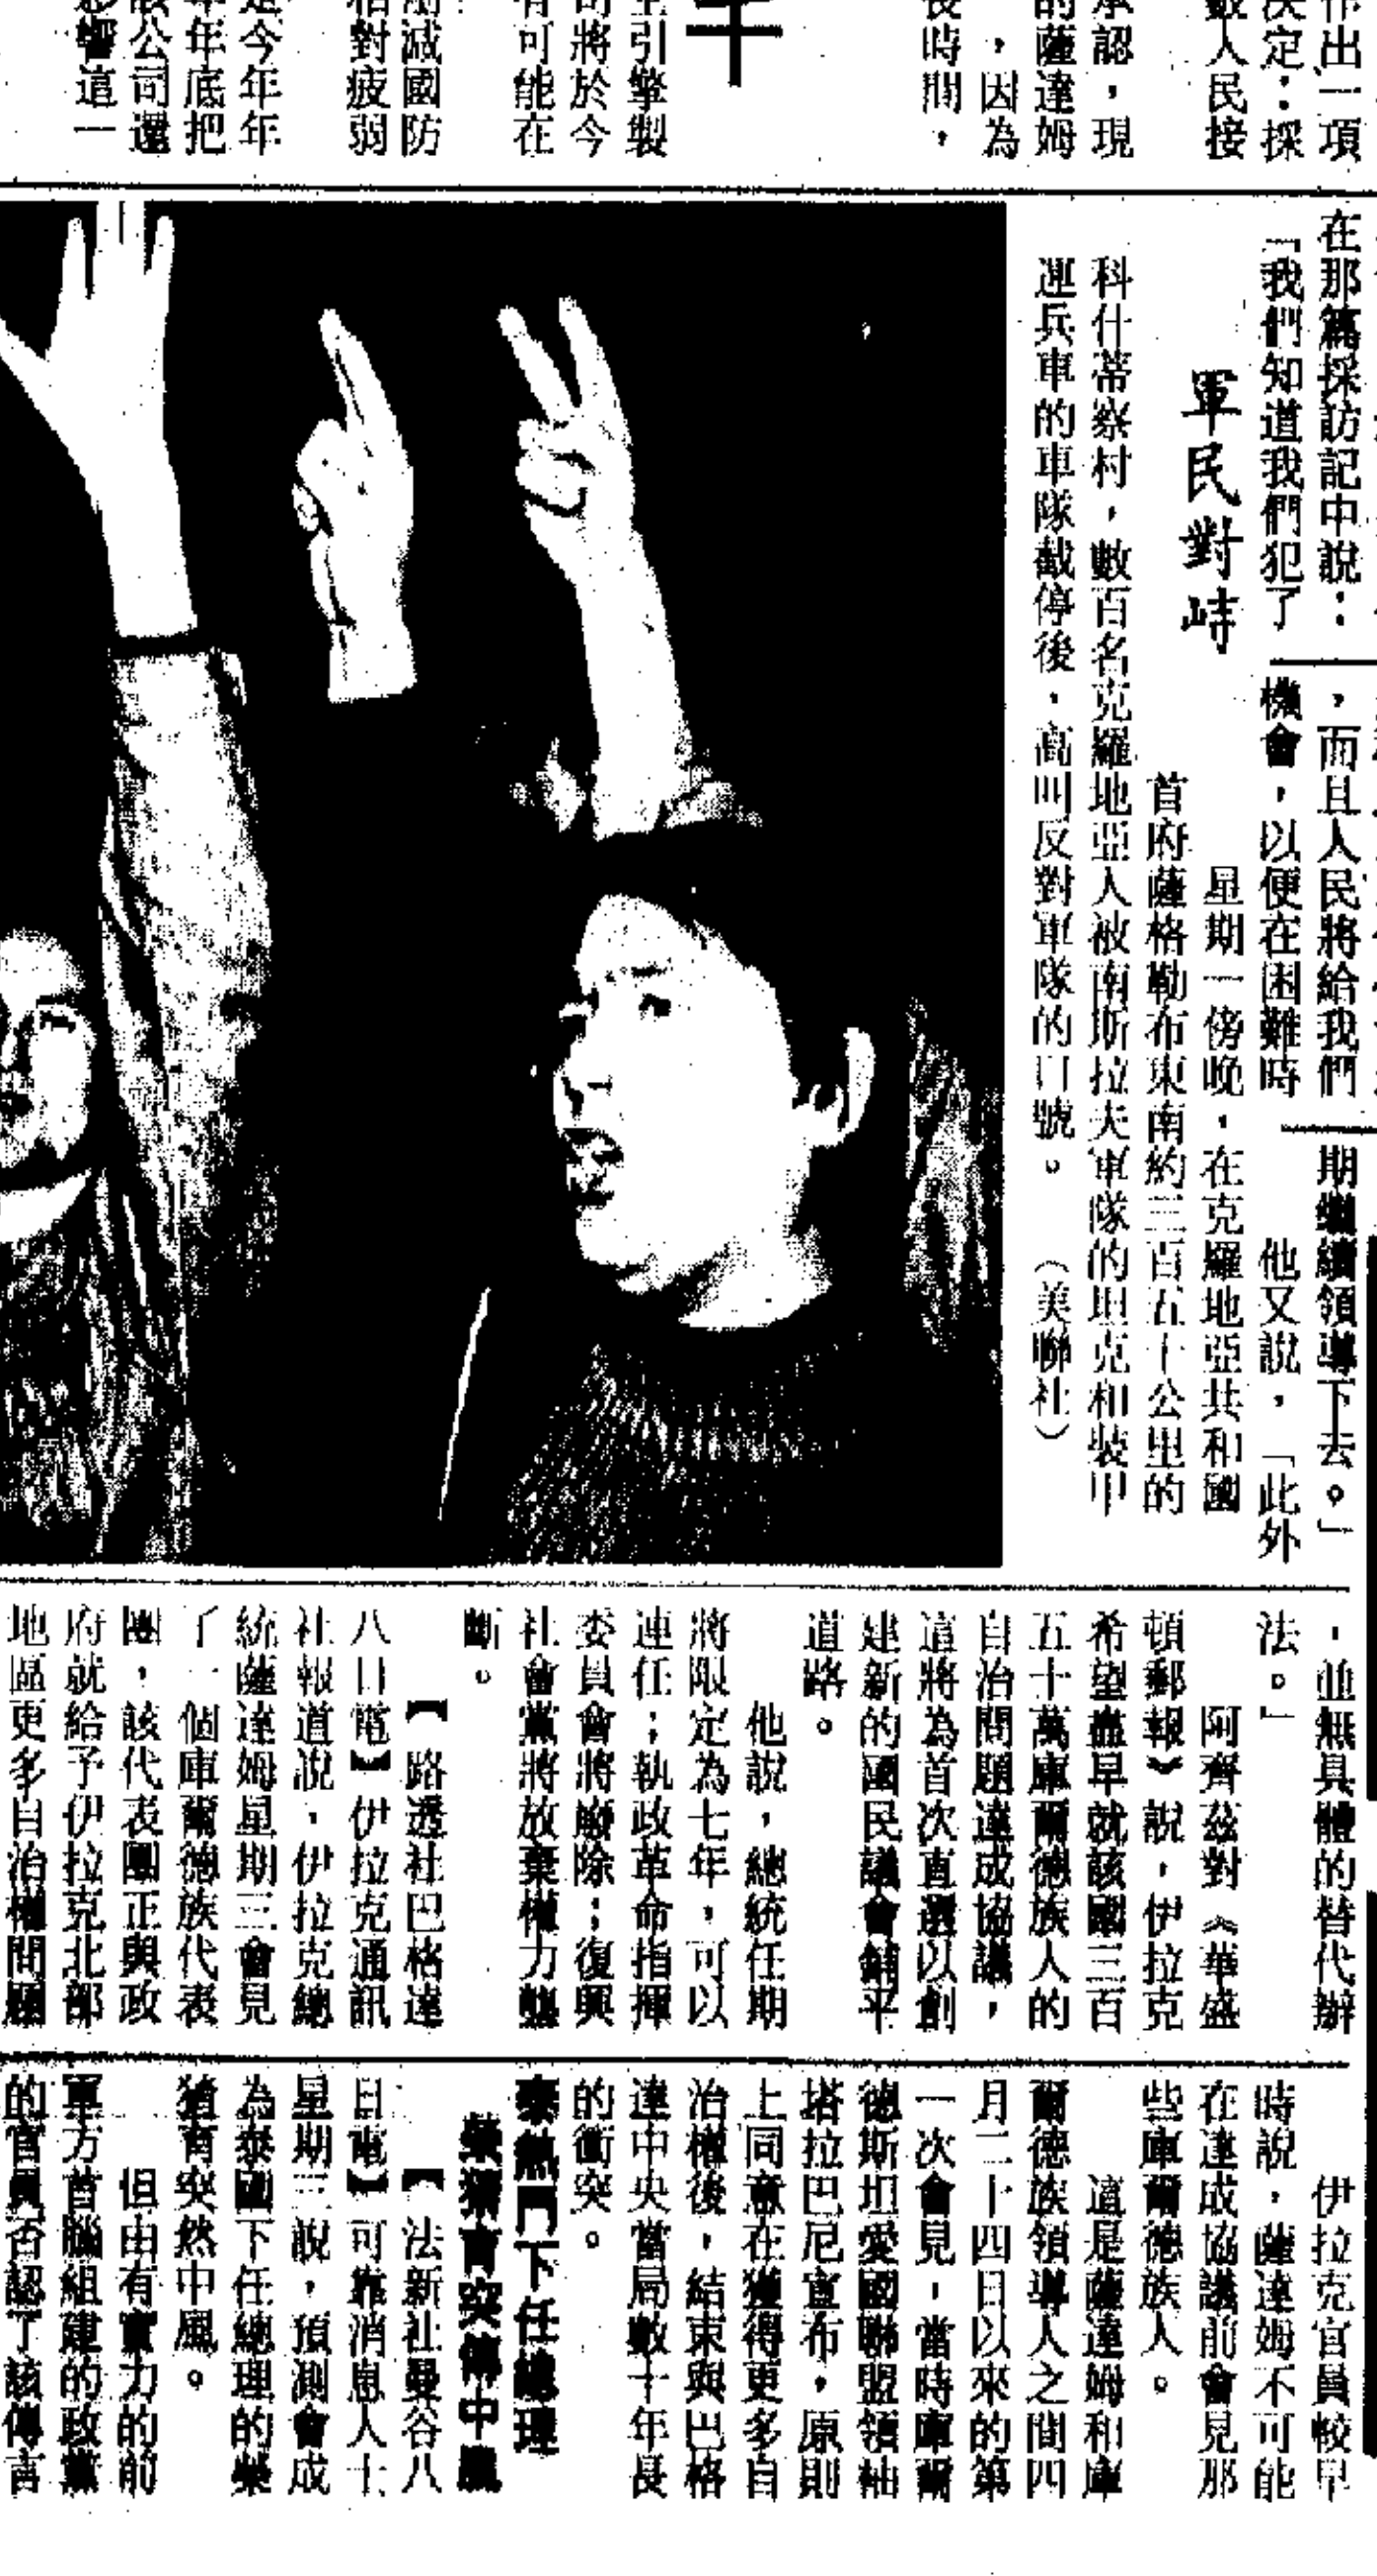 作出一項
決定：採
數人民接
承認，現
的薩達姆
，因為
長時間，
引擎製
司將於今
有可能在
減國防
相對疲弱
今年年
年年底把
該公司還
影響這一
在那篇採訪記中說：
「我們知道我們犯了
，而且人民將給我們
機會，以便在困難時
期繼續領導下去。」
他又說，「此外
軍民對峙
星期一傍晚，在克羅地亞共和國
首府薩格勒布東南約三百五十公里的
科什蒂察村，數百名克羅地亞人被南斯拉夫軍隊的坦克和裝甲
運兵車的車隊截停後，高叫反對軍隊的口號。（美聯社）
，並無具體的替代辦
法。」
阿齊茲對《華盛
頓郵報》說，伊拉克
希望盡早就該國三百
五十萬庫爾德族人的
自治問題達成協議，
這將為首次直選以創
建新的國民議會鋪平
道路。
他說，總統任期
將限定為七年，可以
連任；執政革命指揮
委員會將廢除；復興
社會黨將放棄權力壟
斷。
【路透社巴格達
八日電】伊拉克通訊
社報道說，伊拉克總
統薩達姆星期三會見
了一個庫爾德族代表
團，該代表團正與政
府就給予伊拉克北部
地區更多自治權問題
伊拉克官員較早
時說，薩達姆不可能
在達成協議前會見那
些庫爾德族人。
這是薩達姆和庫
爾德族領導人之間四
月二十四日以來的第
一次會見，當時庫爾
德斯坦愛國聯盟領袖
塔拉巴尼宣布，原則
上同意在獲得更多自
治權後，結束與巴格
達中央當局數十年長
的衝突。
泰熱門下任總理
榮猜育突傳中風
【法新社曼谷八
日電】可靠消息人士
星期三說，預測會成
為泰國下任總理的榮
猜育突然中風。
但由有實力的前
軍方首腦組建的政黨
的官員否認了該傳言